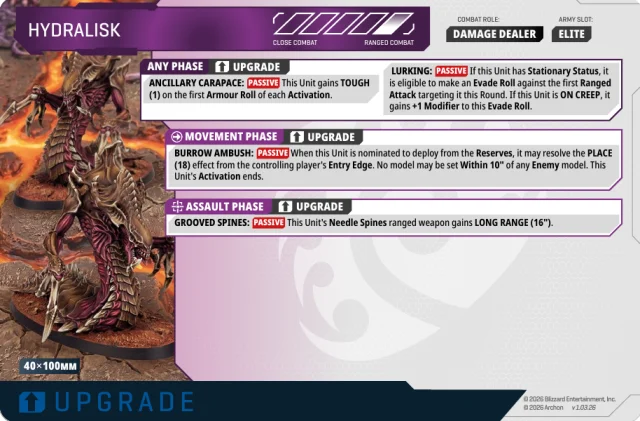 HYDRALISK
CLOSE COMBAT RANGED COMBAT
COMBAT ROLE:
DAMAGE DEALER
ARMY SLOT:
ELITE
ANY PHASE UPGRADE
ANCILLARY CARAPACE: PASSIVE This Unit gains TOUGH
(1) on the first Armour Roll of each Activation.
LURKING: PASSIVE If this Unit has Stationary Status, it
is eligible to make an Evade Roll against the first Ranged
Attack targeting it this Round. If this Unit is ON CREEP, it
gains +1 Modifier to this Evade Roll.
MOVEMENT PHASE UPGRADE
BURROW AMBUSH: PASSIVE When this Unit is nominated to deploy from the Reserves, it may resolve the PLACE
(18) effect from the controlling player's Entry Edge. No model may be set Within 10" of any Enemy model. This
Unit's Activation ends.
ASSAULT PHASE UPGRADE
GROOVED SPINES: PASSIVE This Unit's Needle Spines ranged weapon gains LONG RANGE (16").
40×100MM
UPGRADE
© 2026 Blizzard Entertainment, Inc.
© 2026 Archon v 1.03.26